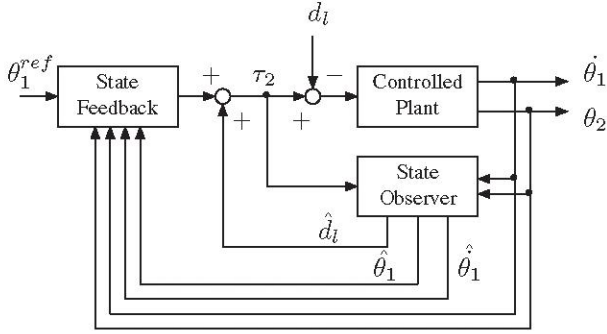 d_l
θ_1^{ref}
State
Feedback
+
τ_2
−
Controlled
Plant
θ̇_1
+
+
θ_2
State
Observer
d̂_l
θ̂_1
θ̇̂_1